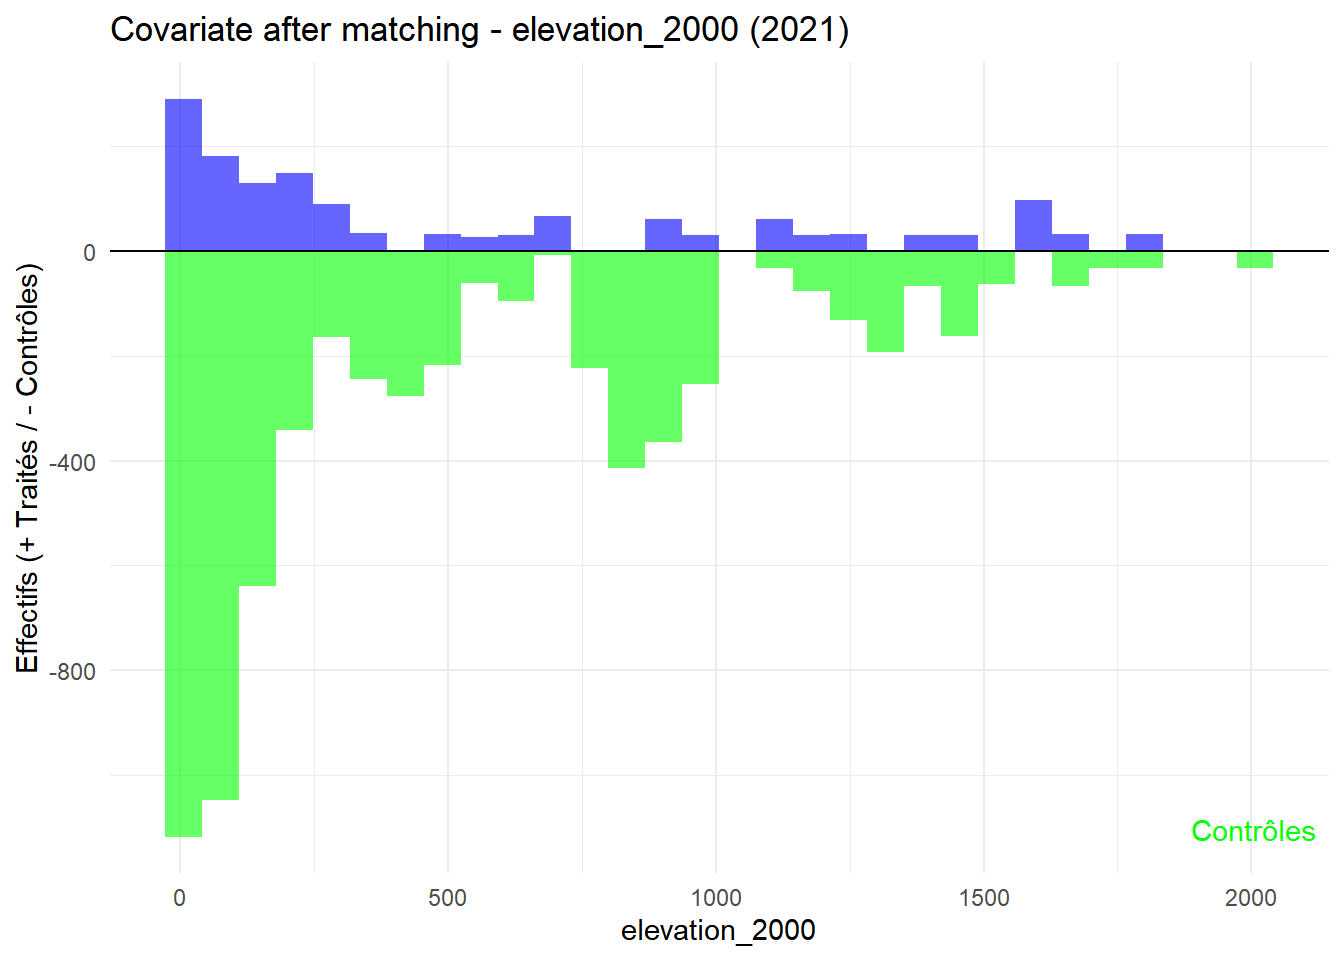 Covariate after matching - elevation_2000 (2021)
Effectifs (+ Traités / - Contrôles)
0
-400
-800
Contrôles
0 500 1000 1500 2000
elevation_2000